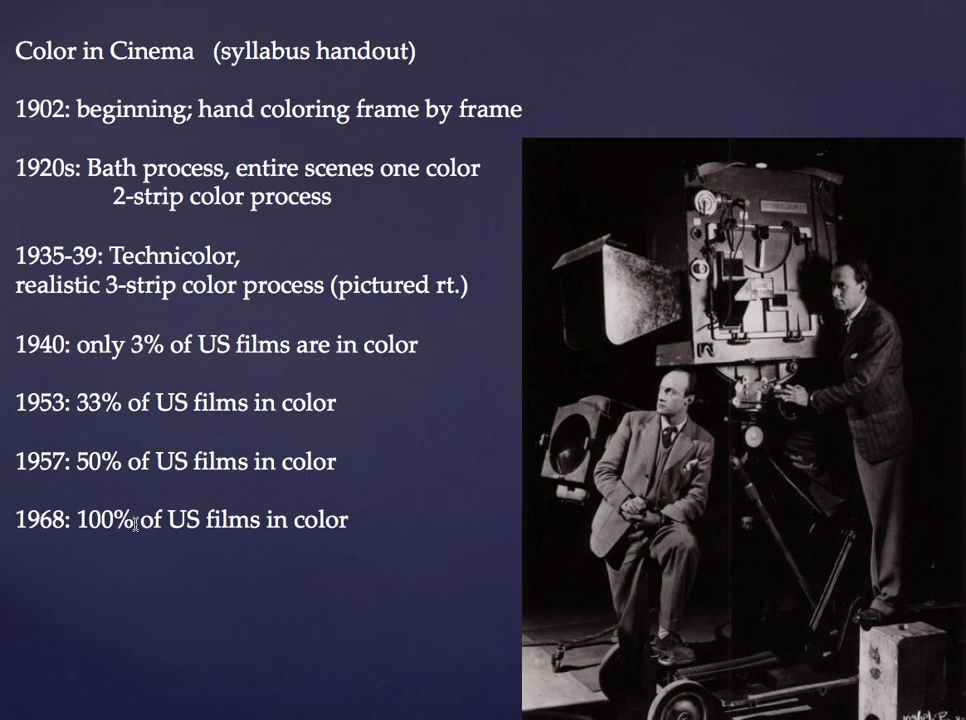 Color in Cinema (syllabus handout)
1902: beginning; hand coloring frame by frame
1920s: Bath process, entire scenes one color
2-strip color process
1935-39: Technicolor,
realistic 3-strip color process (pictured rt.)
1940: only 3% of US films are in color
1953: 33% of US films in color
1957: 50% of US films in color
1968: 100% of US films in color